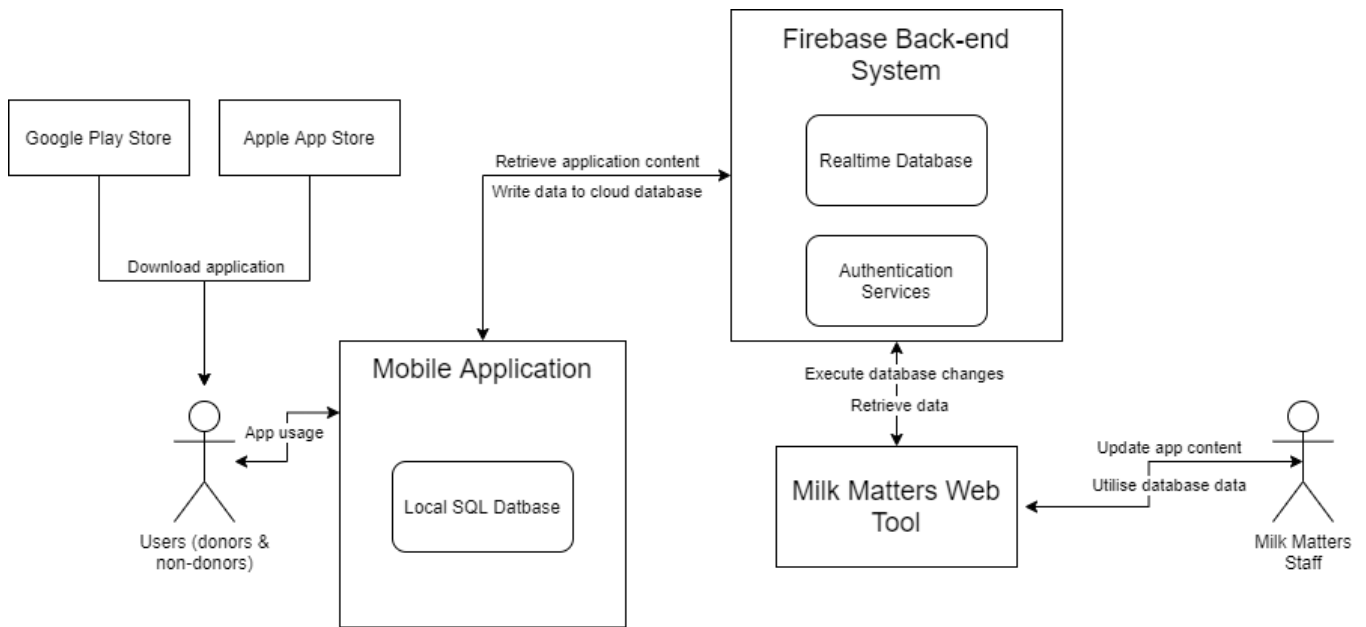 Firebase Back-end
System
Google Play Store
Apple App Store
Retrieve application content
Write data to cloud database
Realtime Database
Download application
Authentication
Services
Mobile Application
Execute database changes
Retrieve data
App usage
Local SQL Datbase
Users (donors &
non-donors)
Milk Matters Web
Tool
Update app content
Utilise database data
Milk Matters
Staff